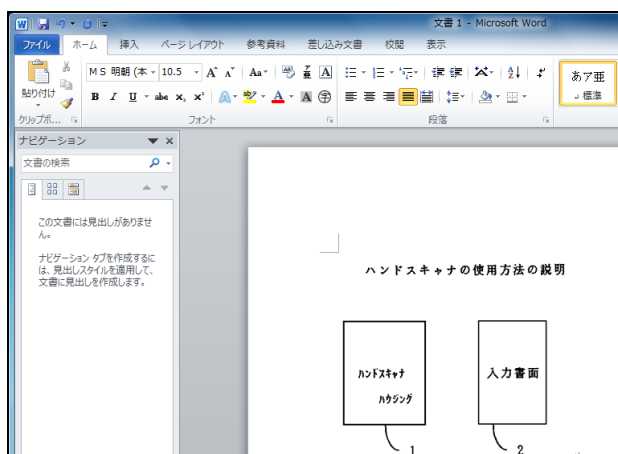 文書 1 - Microsoft Word
ファイル ホーム 挿入 ページ レイアウト 参考資料 差し込み文書 校閲 表示
貼り付け
MS 明朝 (本 10.5
B I U abc x₂ x²
あア亜
標準
クリップボ... フォント 段落
ナビゲーション
文書の検索
この文書には見出しがありませ
ん。
ナビゲーション タブを作成するに
は、見出しスタイルを適用して、
文書に見出しを作成します。
ハンドスキャナの使用方法の説明
ハンドスキャナ
ハウジング
入力書面
1 2